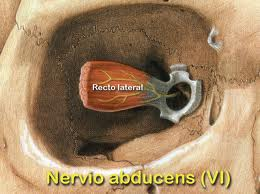 Recto lateral
Nervio abducens (VI)